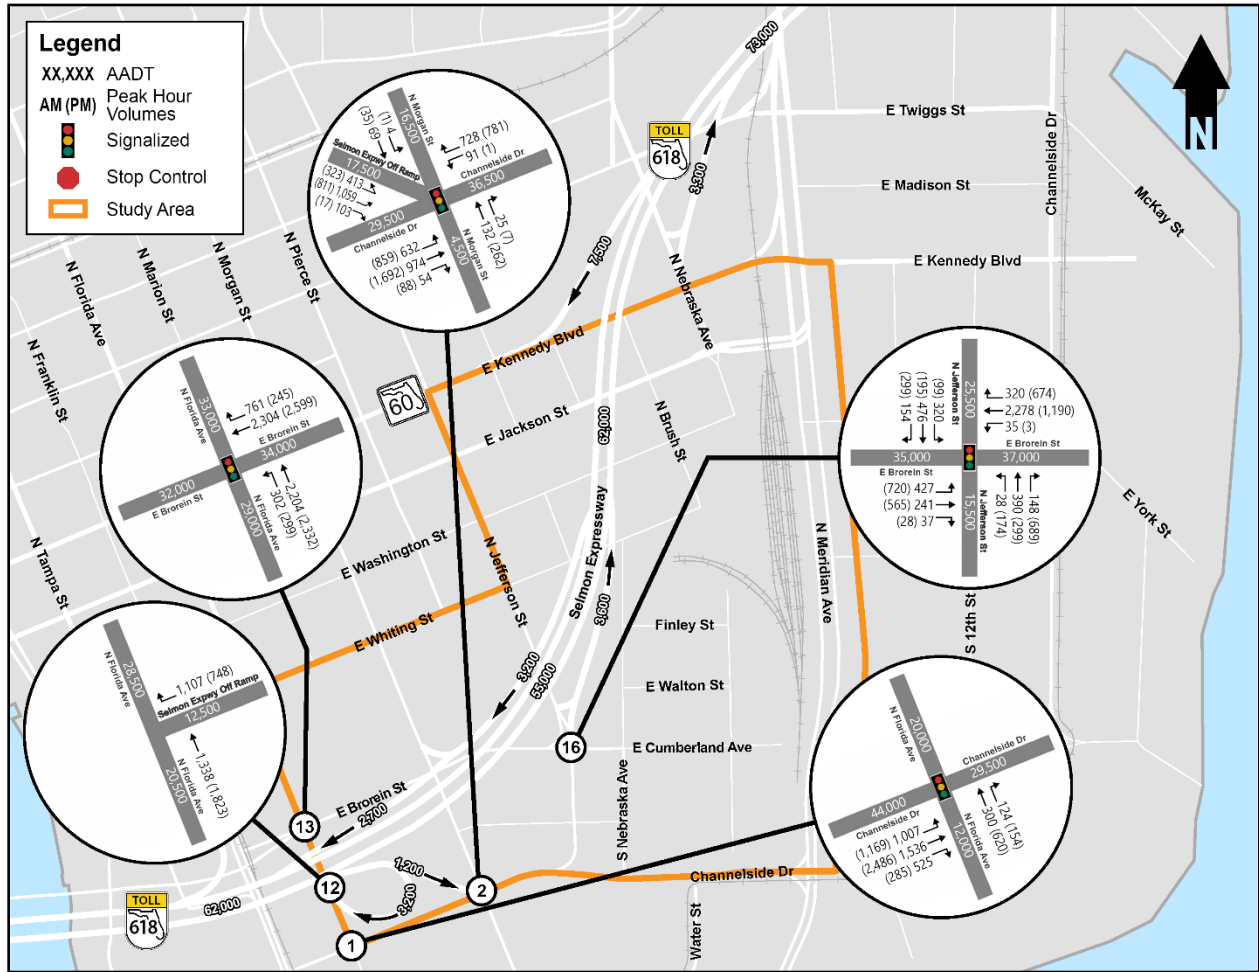 Legend
XX,XXX AADT
AM (PM) Peak Hour
Volumes
Signalized
Stop Control
Study Area
N
73,000
E Twiggs St
TOLL
618
3,300
E Madison St
Channelside Dr
McKay St
7,500
N Nebraska Ave
E Kennedy Blvd
E Kennedy Blvd
60
E Jackson St
62,000
N Brush St
N Franklin St
N Florida Ave
N Marion St
N Morgan St
N Pierce St
N Tampa St
E Washington St
E Whiting St
N Jefferson St
Selmon Expressway
3,600
3,200
55,000
N Meridian Ave
S 12th St
E York St
Finley St
E Walton St
16
E Cumberland Ave
S Nebraska Ave
E Brorein St
2,700
13
12
1,200
3,200
2
1
Channelside Dr
Water St
TOLL
618
62,000
N Morgan St
16,500
(35) 69
(1) 4
728 (781)
91 (1)
Selmon Expwy Off Ramp
17,500
Channelside Dr
36,500
(323) 413
(811) 1,059
(17) 103
29,500
Channelside Dr
25 (7)
132 (262)
(859) 632
(1,692) 974
(88) 54
4,500
N Morgan St
33,000
N Florida Ave
761 (245)
2,304 (2,599)
E Brorein St
34,000
32,000
E Brorein St
2,204 (2,332)
302 (299)
N Florida Ave
29,000
28,500
N Florida Ave
1,107 (748)
Selmon Expwy Off Ramp
12,500
1,338 (1,823)
N Florida Ave
20,500
N Jefferson St
25,500
(299) 154
(195) 476
(99) 320
320 (674)
2,278 (1,190)
35 (3)
E Brorein St
35,000
37,000
E Brorein St
(720) 427
(565) 241
(28) 37
15,500
N Jefferson St
28 (174)
390 (299)
148 (689)
20,000
N Florida Ave
Channelside Dr
29,500
44,000
Channelside Dr
(1,169) 1,007
(2,486) 1,536
(285) 525
124 (154)
300 (620)
N Florida Ave
12,000